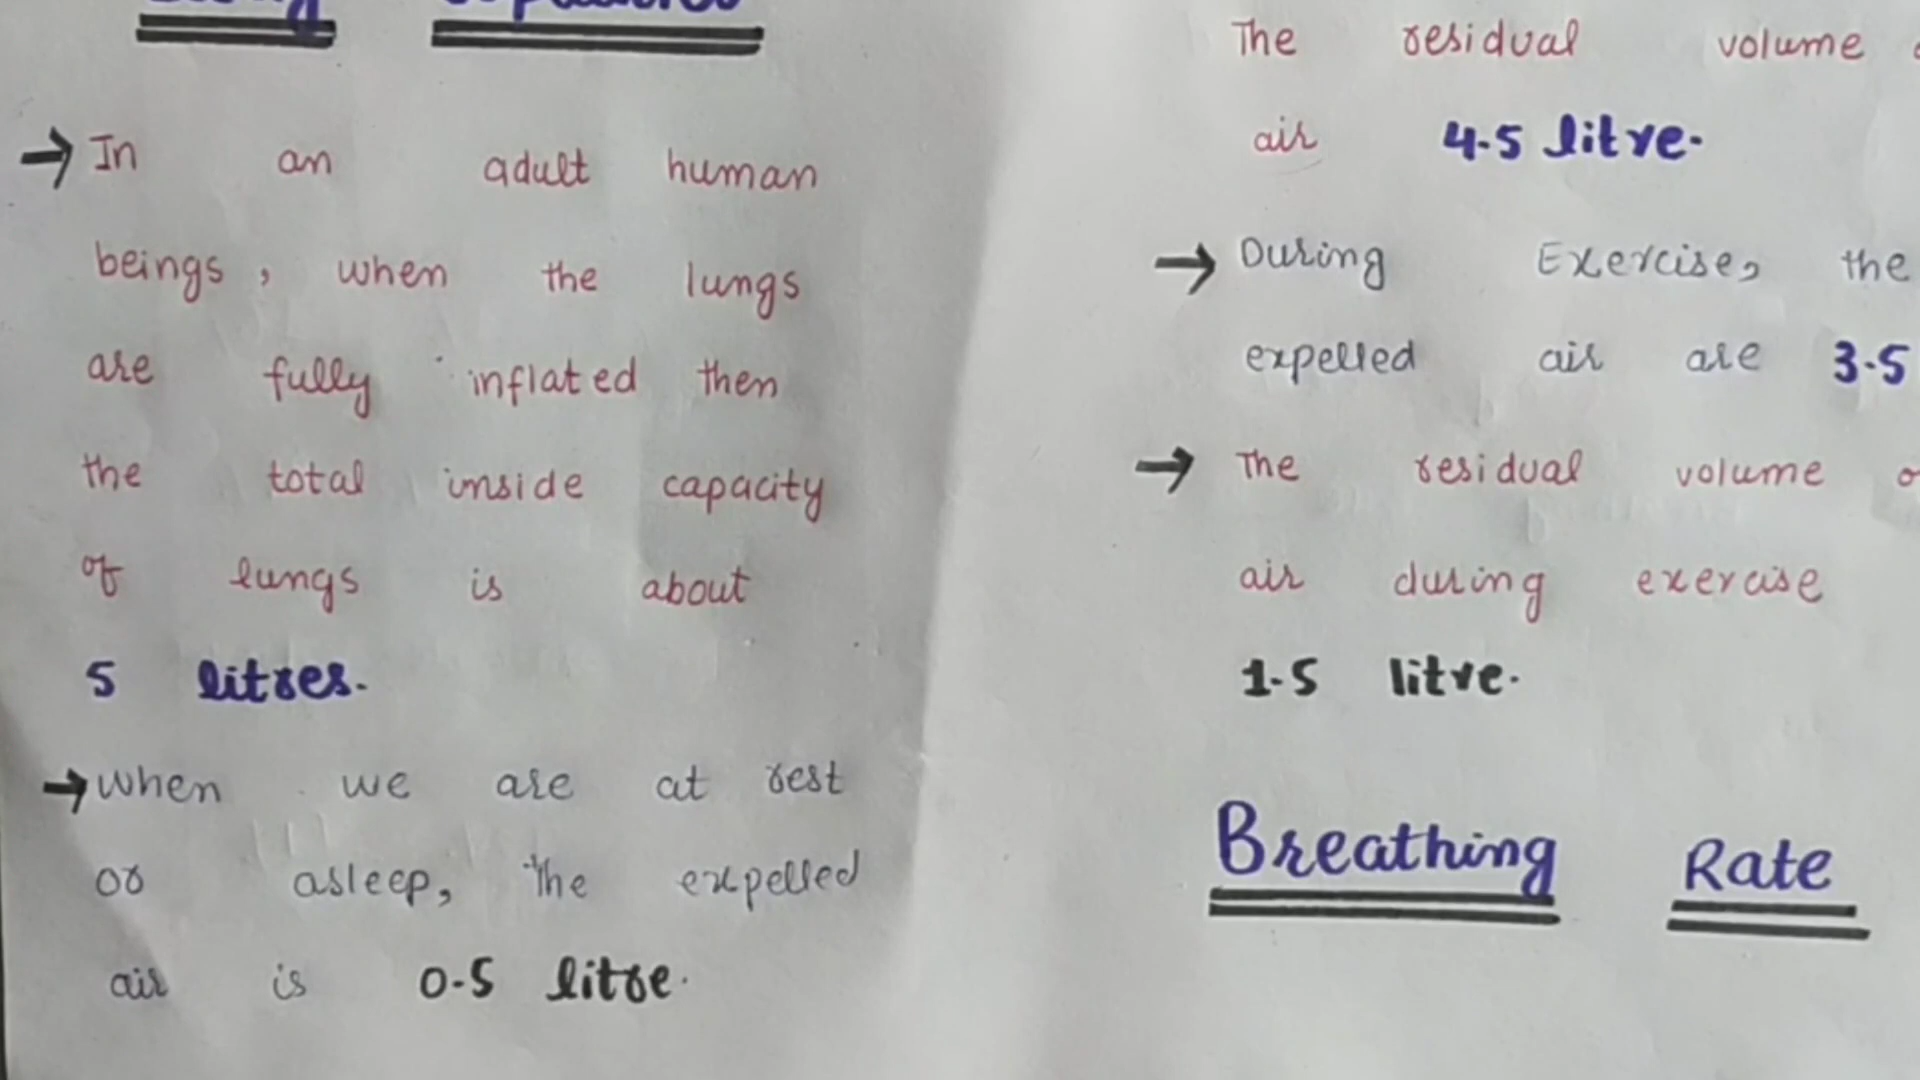 In an adult human
beings, when the lungs
are fully inflated then
the total inside capacity
of lungs is about
5 litres.
When we are at rest
or asleep, the expelled
air is 0.5 litre.
The residual volume
air 4.5 litre.
During Exercise, the
expelled air are 3.5
The residual volume
air during exercise
1.5 litre.
Breathing Rate